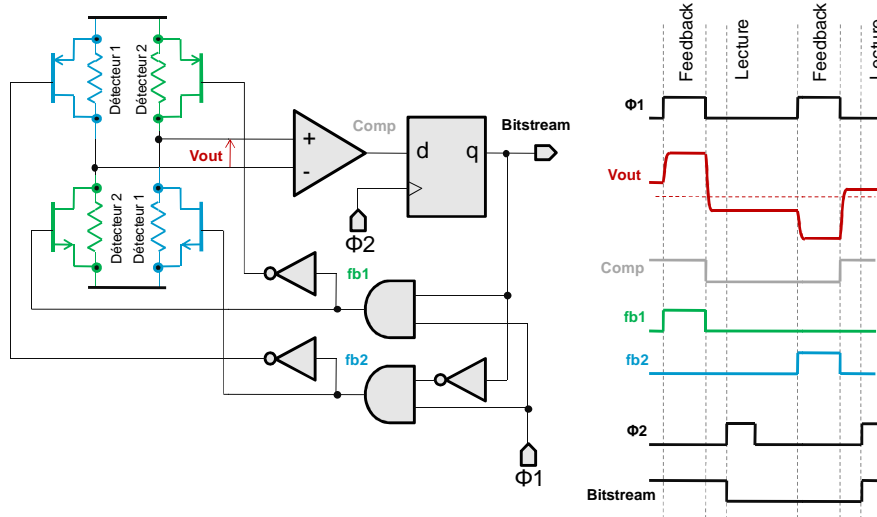 Détecteur 1
Détecteur 2
Détecteur 2
Détecteur 1
Vout
+
-
Comp
d
q
Bitstream
Φ2
fb1
fb2
Φ1
Feedback
Lecture
Feedback
Lectu
Φ1
Vout
Comp
fb1
fb2
Φ2
Bitstream